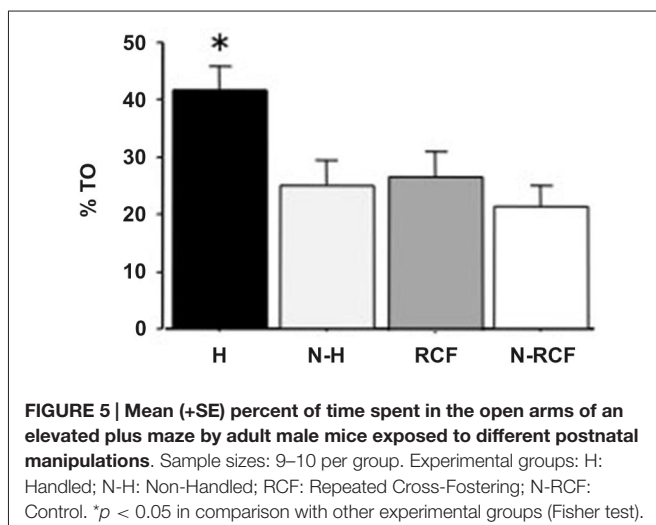 50
*
40
30
20
10
0
% TO
H N-H RCF N-RCF
FIGURE 5 | Mean (+SE) percent of time spent in the open arms of an
elevated plus maze by adult male mice exposed to different postnatal
manipulations. Sample sizes: 9–10 per group. Experimental groups: H:
Handled; N-H: Non-Handled; RCF: Repeated Cross-Fostering; N-RCF:
Control. *p < 0.05 in comparison with other experimental groups (Fisher test).